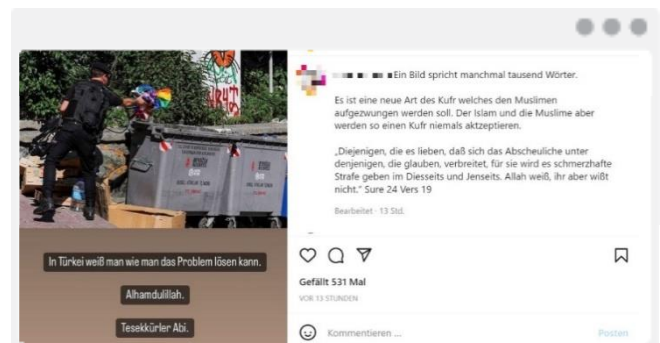 Ein Bild spricht manchmal tausend Wörter.
Es ist eine neue Art des Kufr welches den Muslimen
aufgezwungen werden soll. Der Islam und die Muslime aber
werden so einen Kufr niemals aktzeptieren.
„Diejenigen, die es lieben, daß sich das Abscheuliche unter
denjenigen, die glauben, verbreitet, für sie wird es schmerzhafte
Strafe geben im Diesseits und Jenseits. Allah weiß, ihr aber wißt
nicht.“ Sure 24 Vers 19
Bearbeitet · 13 Std.
In Türkei weiß man wie man das Problem lösen kann.
Alhamdulillah.
Tesekkürler Abi.
Gefällt 531 Mal
VOR 13 STUNDEN
Kommentieren ...
Posten